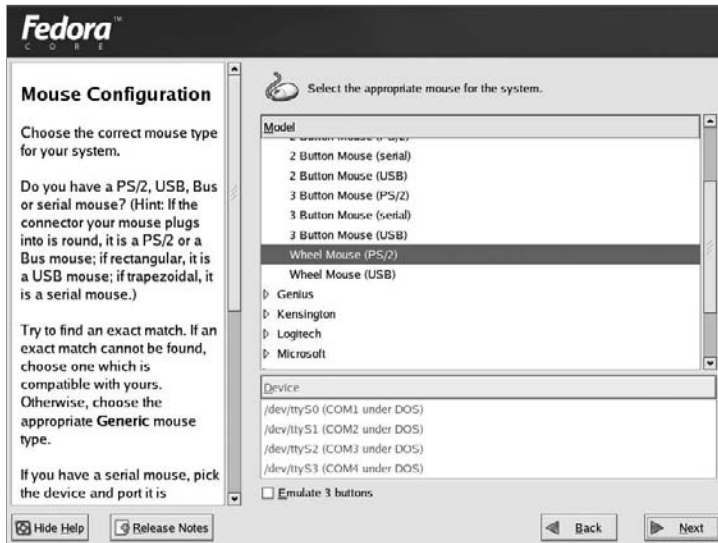 Fedora™
CORE
Mouse Configuration
Choose the correct mouse type
for your system.
Do you have a PS/2, USB, Bus
or serial mouse? (Hint: If the
connector your mouse plugs
into is round, it is a PS/2 or a
Bus mouse; if rectangular, it is
a USB mouse; if trapezoidal, it
is a serial mouse.)
Try to find an exact match. If an
exact match cannot be found,
choose one which is
compatible with yours.
Otherwise, choose the
appropriate Generic mouse
type.
If you have a serial mouse, pick
the device and port it is
Select the appropriate mouse for the system.
Model
2 Button Mouse (PS/2)
2 Button Mouse (serial)
2 Button Mouse (USB)
3 Button Mouse (PS/2)
3 Button Mouse (serial)
3 Button Mouse (USB)
Wheel Mouse (PS/2)
Wheel Mouse (USB)
Genius
Kensington
Logitech
Microsoft
Device
/dev/ttyS0 (COM1 under DOS)
/dev/ttyS1 (COM2 under DOS)
/dev/ttyS2 (COM3 under DOS)
/dev/ttyS3 (COM4 under DOS)
Emulate 3 buttons
Hide Help
Release Notes
Back
Next